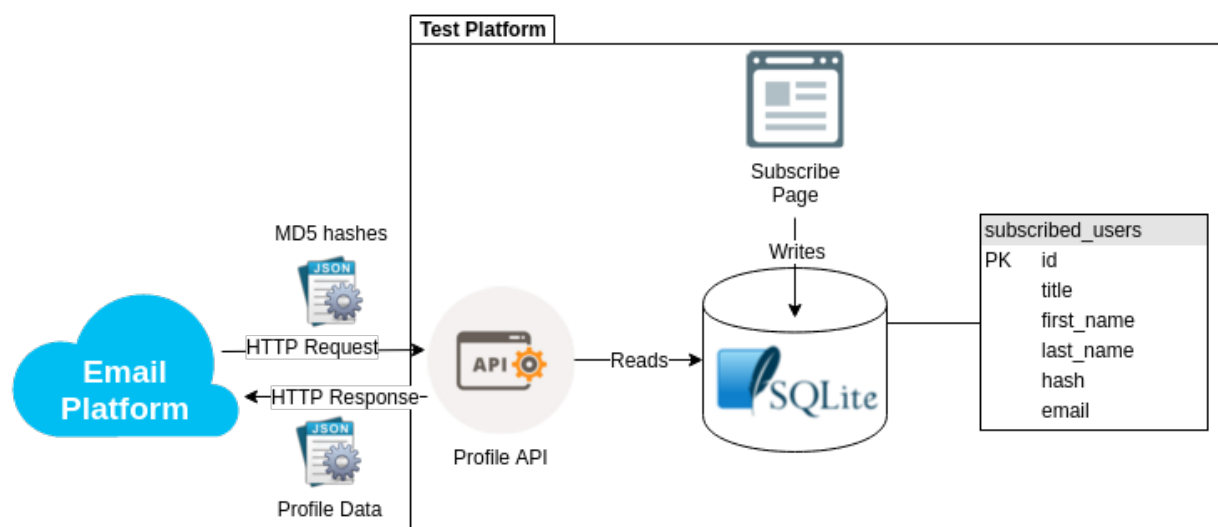 Test Platform
Subscribe
Page
MD5 hashes
JSON
Writes
subscribed_users
PK id
title
first_name
last_name
hash
email
HTTP Request
Email
Platform
API
Reads
SQLite
HTTP Response
JSON
Profile API
Profile Data